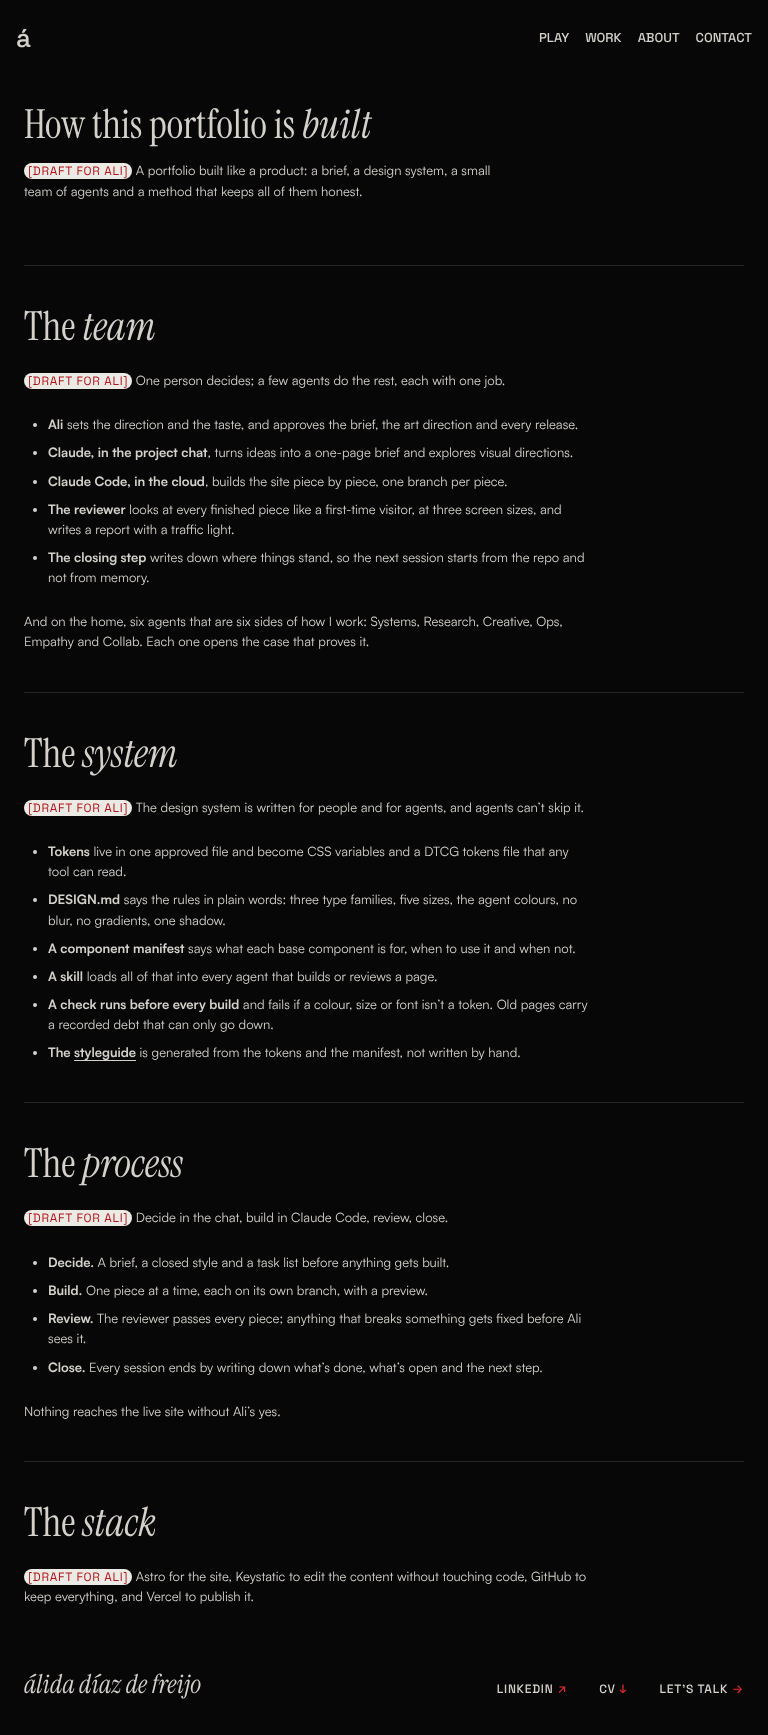 á
PLAY WORK ABOUT CONTACT
How this portfolio is built
[DRAFT FOR ALI] A portfolio built like a product: a brief, a design system, a small
team of agents and a method that keeps all of them honest.
The team
[DRAFT FOR ALI] One person decides; a few agents do the rest, each with one job.
• Ali sets the direction and the taste, and approves the brief, the art direction and every release.
• Claude, in the project chat, turns ideas into a one-page brief and explores visual directions.
• Claude Code, in the cloud, builds the site piece by piece, one branch per piece.
• The reviewer looks at every finished piece like a first-time visitor, at three screen sizes, and
writes a report with a traffic light.
• The closing step writes down where things stand, so the next session starts from the repo and
not from memory.
And on the home, six agents that are six sides of how I work: Systems, Research, Creative, Ops,
Empathy and Collab. Each one opens the case that proves it.
The system
[DRAFT FOR ALI] The design system is written for people and for agents, and agents can't skip it.
• Tokens live in one approved file and become CSS variables and a DTCG tokens file that any
tool can read.
• DESIGN.md says the rules in plain words: three type families, five sizes, the agent colours, no
blur, no gradients, one shadow.
• A component manifest says what each base component is for, when to use it and when not.
• A skill loads all of that into every agent that builds or reviews a page.
• A check runs before every build and fails if a colour, size or font isn't a token. Old pages carry
a recorded debt that can only go down.
• The styleguide is generated from the tokens and the manifest, not written by hand.
The process
[DRAFT FOR ALI] Decide in the chat, build in Claude Code, review, close.
• Decide. A brief, a closed style and a task list before anything gets built.
• Build. One piece at a time, each on its own branch, with a preview.
• Review. The reviewer passes every piece; anything that breaks something gets fixed before Ali
sees it.
• Close. Every session ends by writing down what's done, what's open and the next step.
Nothing reaches the live site without Ali's yes.
The stack
[DRAFT FOR ALI] Astro for the site, Keystatic to edit the content without touching code, GitHub to
keep everything, and Vercel to publish it.
álida díaz de freijo
LINKEDIN ↗ CV ↓ LET'S TALK →